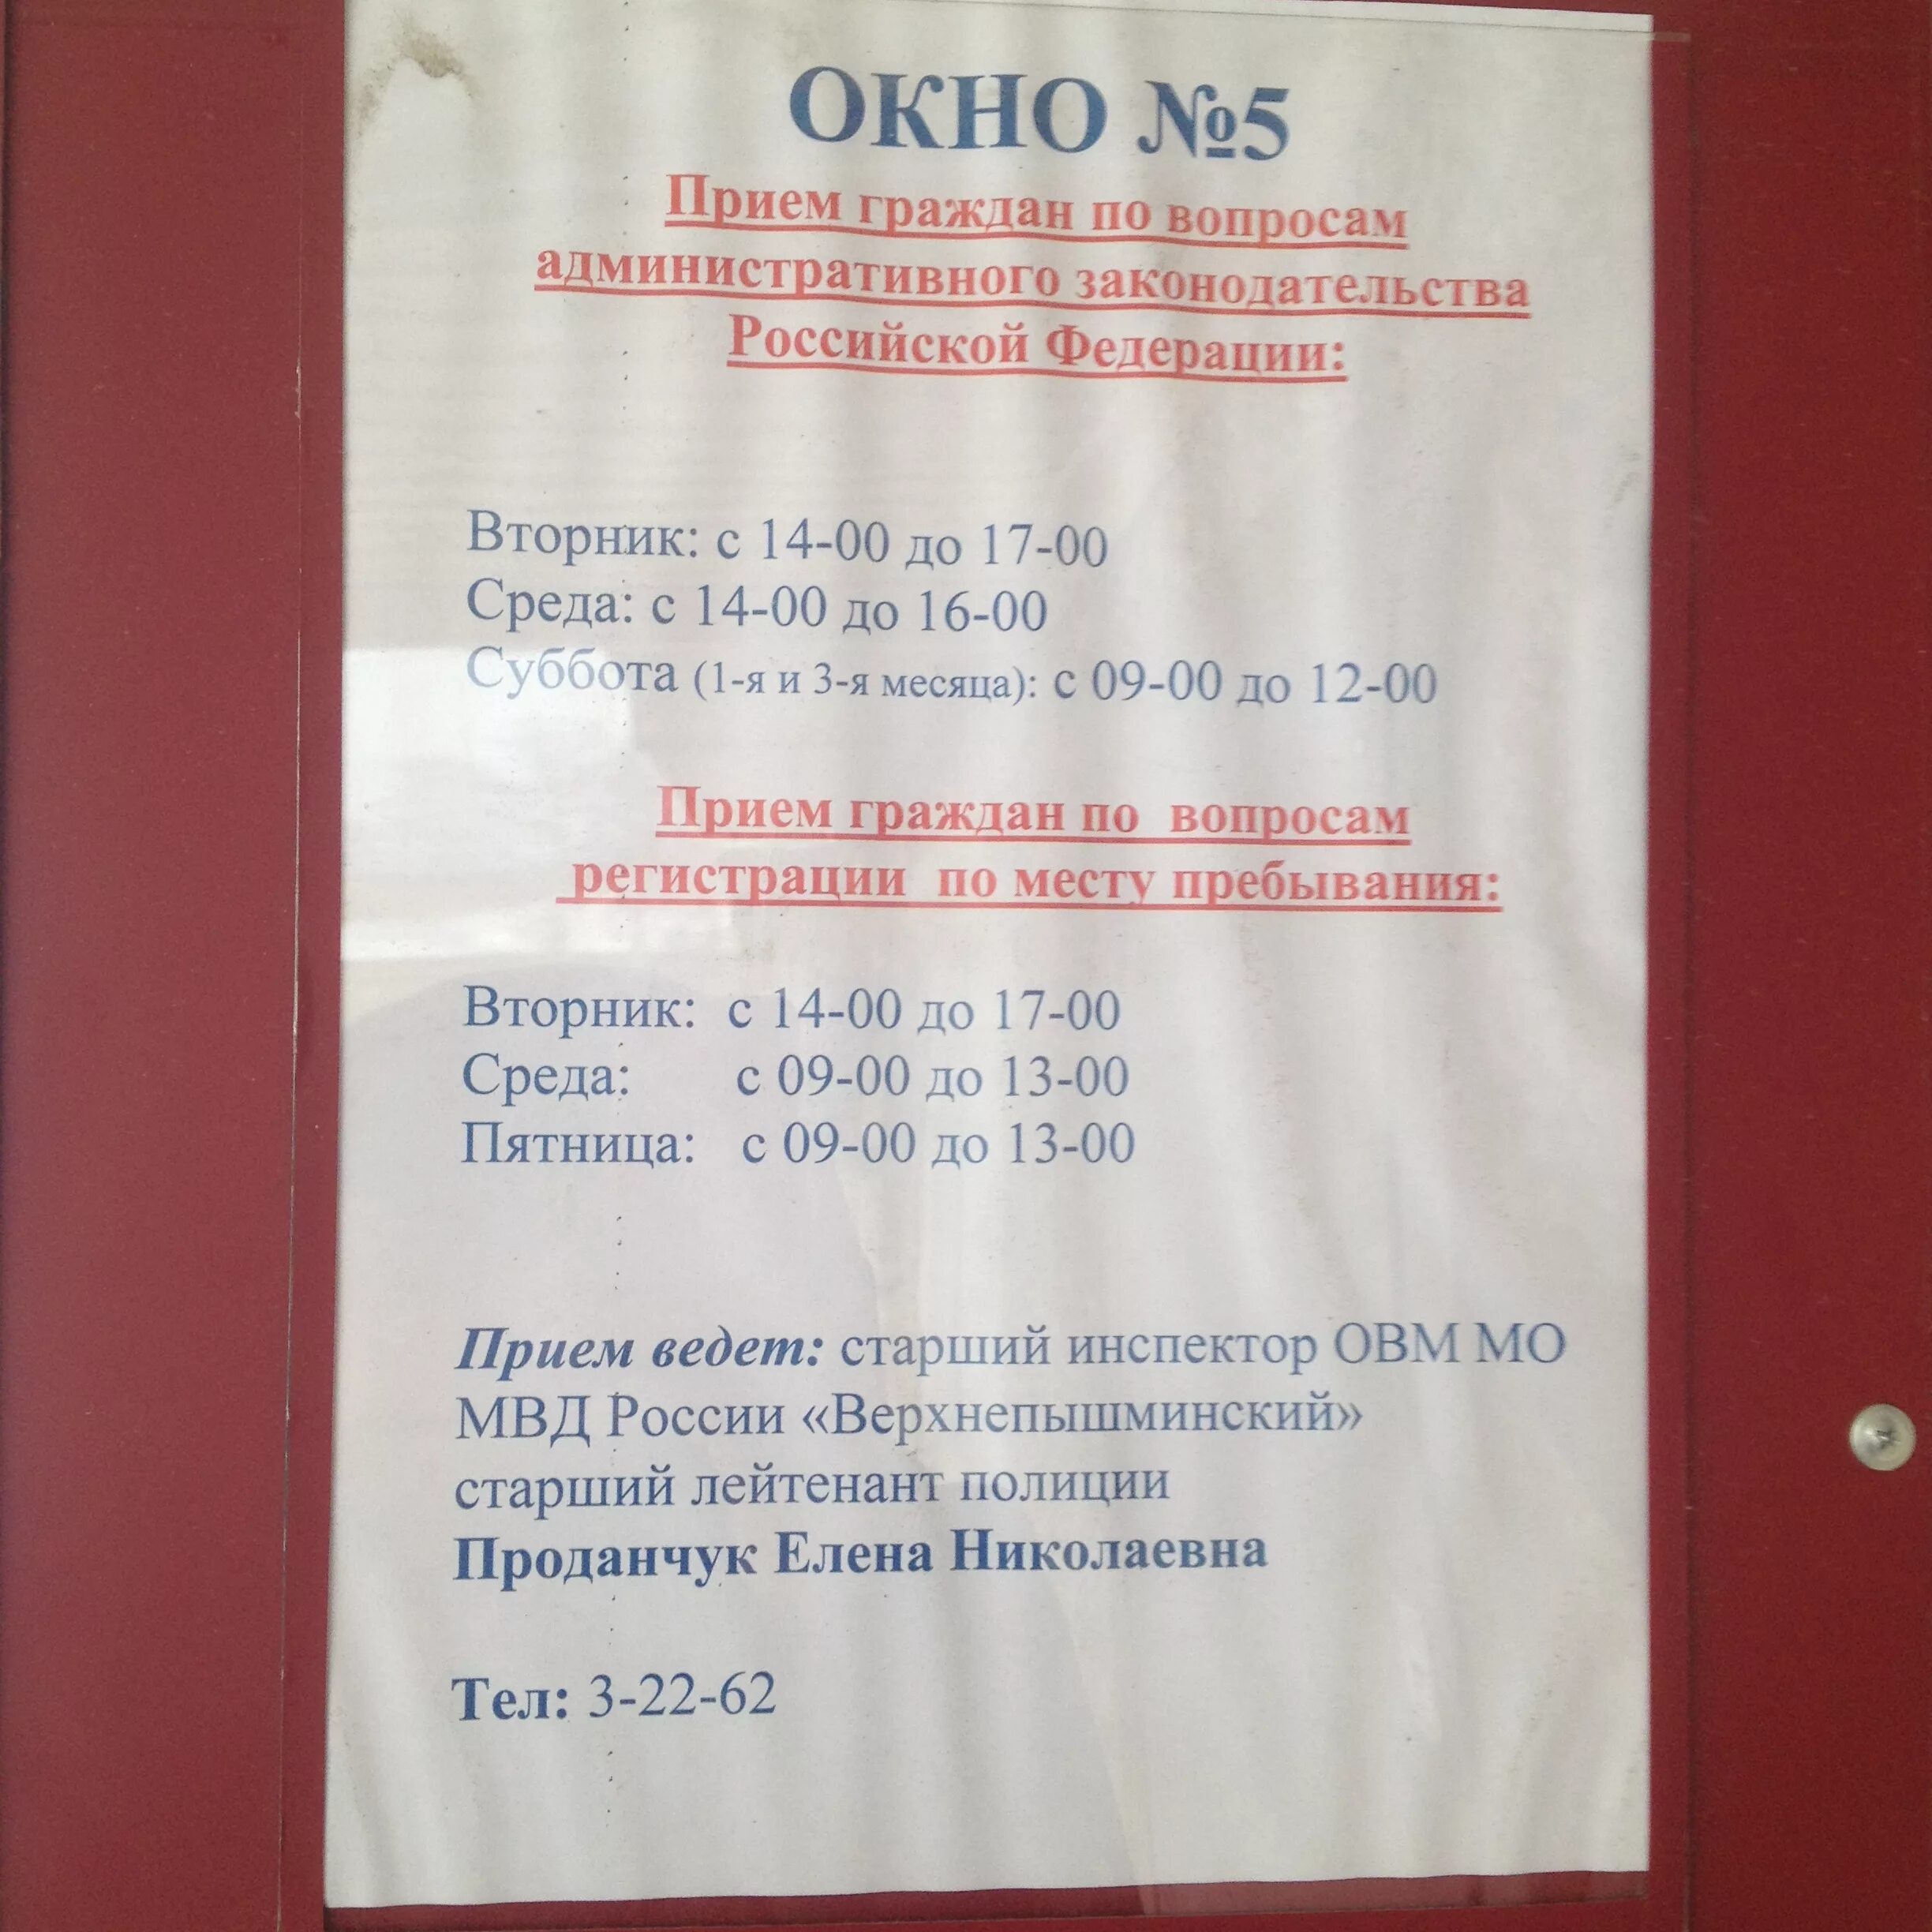 ОКНО №5
Прием граждан по вопросам
административного законодательства
Российской Федерации:
Вторник: с 14-00 до 17-00
Среда: с 14-00 до 16-00
Суббота (1-я и 3-я месяца): с 09-00 до 12-00
Прием граждан по вопросам
регистрации по месту пребывания:
Вторник: с 14-00 до 17-00
Среда: с 09-00 до 13-00
Пятница: с 09-00 до 13-00
Прием ведет: старший инспектор ОВМ МО
МВД России «Верхнепышминский»
старший лейтенант полиции
Проданчук Елена Николаевна
Тел: 3-22-62